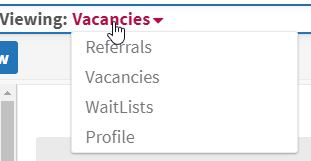 Viewing: Vacancies
w
Referrals
Vacancies
WaitLists
Profile